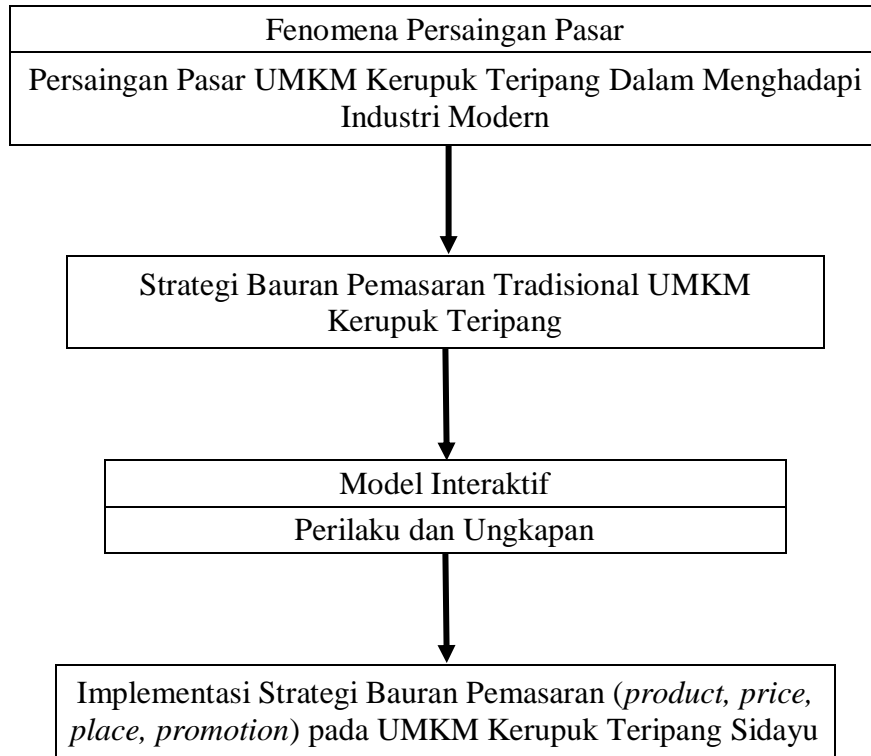 Fenomena Persaingan Pasar
Persaingan Pasar UMKM Kerupuk Teripang Dalam Menghadapi
Industri Modern
Strategi Bauran Pemasaran Tradisional UMKM
Kerupuk Teripang
Model Interaktif
Perilaku dan Ungkapan
Implementasi Strategi Bauran Pemasaran (product, price,
place, promotion) pada UMKM Kerupuk Teripang Sidayu